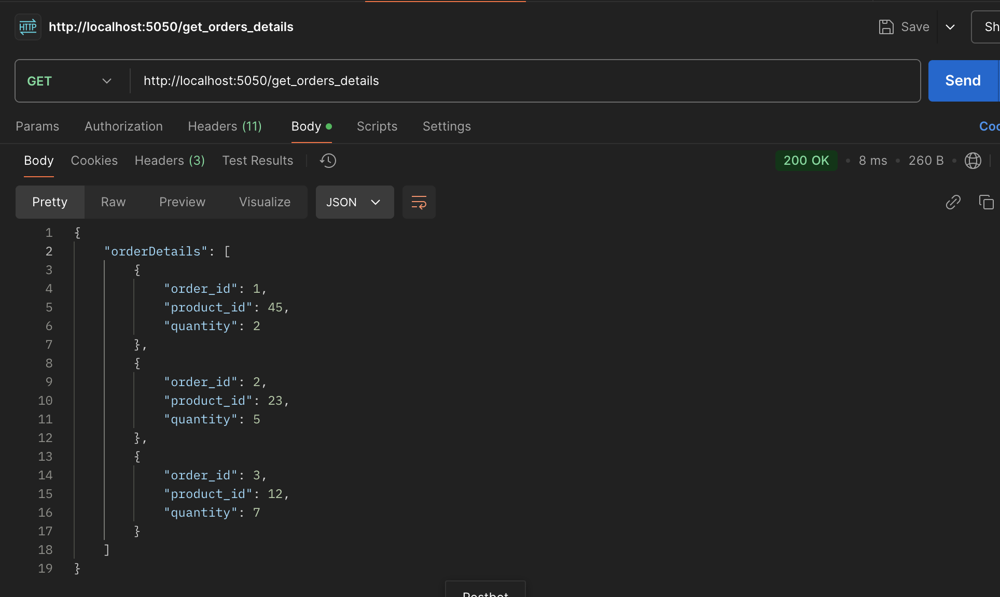 HTTP http://localhost:5050/get_orders_details Save Sh
GET http://localhost:5050/get_orders_details Send
Params Authorization Headers (11) Body Scripts Settings Coo
Body Cookies Headers (3) Test Results 200 OK • 8 ms • 260 B •
Pretty Raw Preview Visualize JSON
1 {
2 "orderDetails": [
3 {
4 "order_id": 1,
5 "product_id": 45,
6 "quantity": 2
7 },
8 {
9 "order_id": 2,
10 "product_id": 23,
11 "quantity": 5
12 },
13 {
14 "order_id": 3,
15 "product_id": 12,
16 "quantity": 7
17 }
18 ]
19 }
Postbot